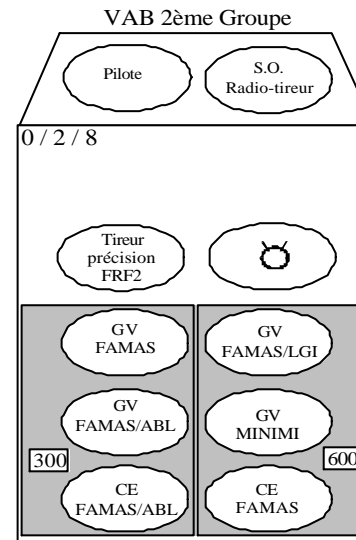 VAB 2ème Groupe
Pilote
S.O.
Radio-tireur
0 / 2 / 8
Tireur
précision
FRF2
GV
FAMAS
GV
FAMAS/LGI
GV
FAMAS/ABL
GV
MINIMI
300
600
CE
FAMAS/ABL
CE
FAMAS